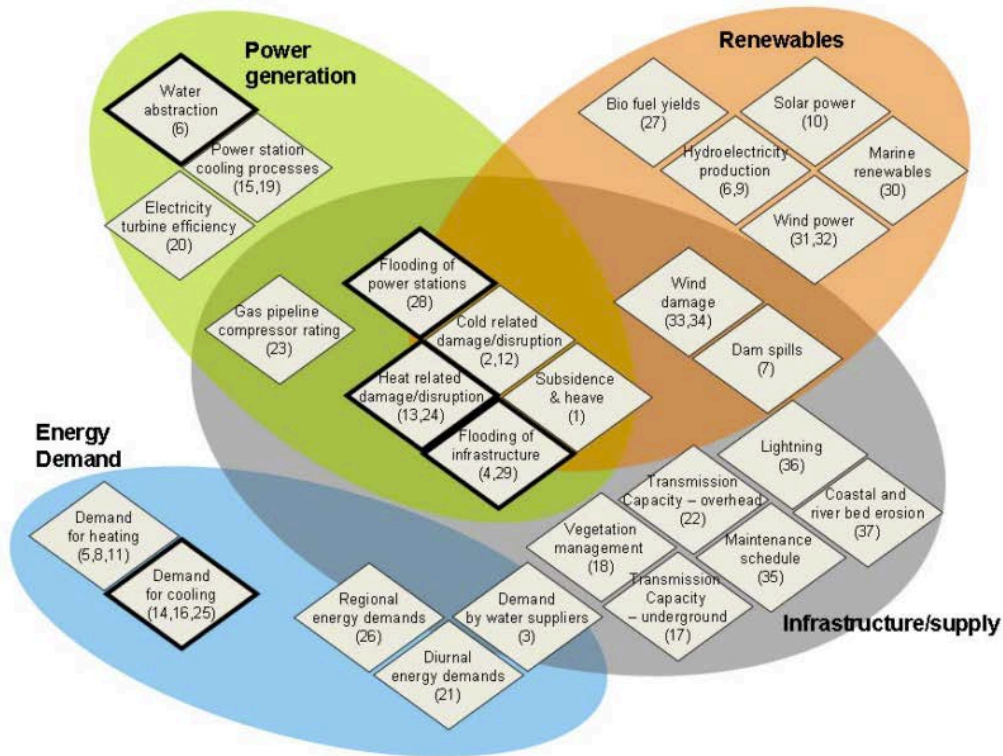 Power
generation
Renewables
Water
abstraction
(6)
Power station
cooling processes
(15,19)
Electricity
turbine efficiency
(20)
Bio fuel yields
(27)
Solar power
(10)
Hydroelectricity
production
(6,9)
Marine
renewables
(30)
Wind power
(31,32)
Flooding of
power stations
(28)
Gas pipeline
compressor rating
(23)
Cold related
damage/disruption
(2,12)
Heat related
damage/disruption
(13,24)
Subsidence
& heave
(1)
Flooding of
infrastructure
(4,29)
Wind
damage
(33,34)
Dam spills
(7)
Energy
Demand
Lightning
(36)
Transmission
Capacity – overhead
(22)
Coastal and
river bed erosion
(37)
Vegetation
management
(18)
Maintenance
schedule
(35)
Transmission
Capacity
– underground
(17)
Demand
for heating
(5,8,11)
Demand
for cooling
(14,16,25)
Regional
energy demands
(26)
Demand
by water suppliers
(3)
Diurnal
energy demands
(21)
Infrastructure/supply